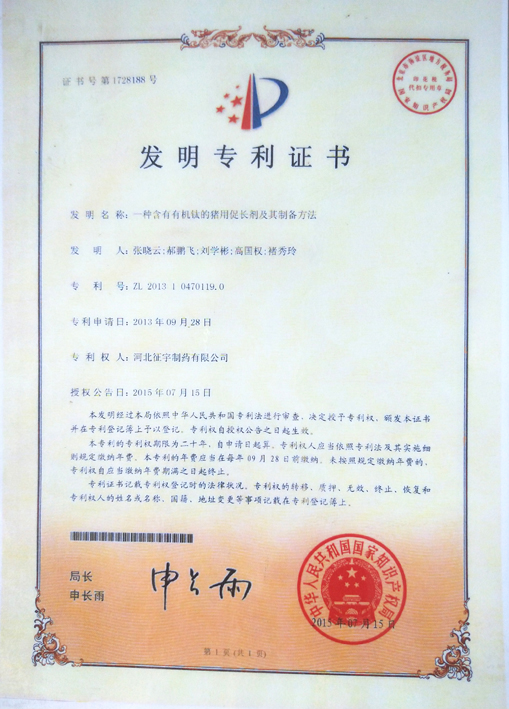 证书号第1728188号
发明专利证书
发明名称：一种含有有机钛的猪用促长剂及其制备方法
发明人：张晓云;郝鹏飞;刘学彬;高国权;褚秀玲
专利号：ZL 2013 1 0470119.0
专利申请日：2013年09月28日
专利权人：河北征宇制药有限公司
授权公告日：2015年07月15日
本发明经过本局依照中华人民共和国专利法进行审查，决定授予专利权，颁发本证书
并在专利登记簿上予以登记。专利权自授权公告之日起生效。
本专利的专利权期限为二十年，自申请日起算。专利权人应当依照专利法及其实施细
则规定缴纳年费。本专利的年费应当在每年09月28日前缴纳。未按照规定缴纳年费的，
专利权自应当缴纳年费期满之日起终止。
专利证书记载专利权登记时的法律状况。专利权的转移、质押、无效、终止、恢复和
专利权人的姓名或名称、国籍、地址变更等事项记载在专利登记簿上。
局长
申长雨
申长雨
中华人民共和国国家知识产权局
2015年07月15日
第1页(共1页)